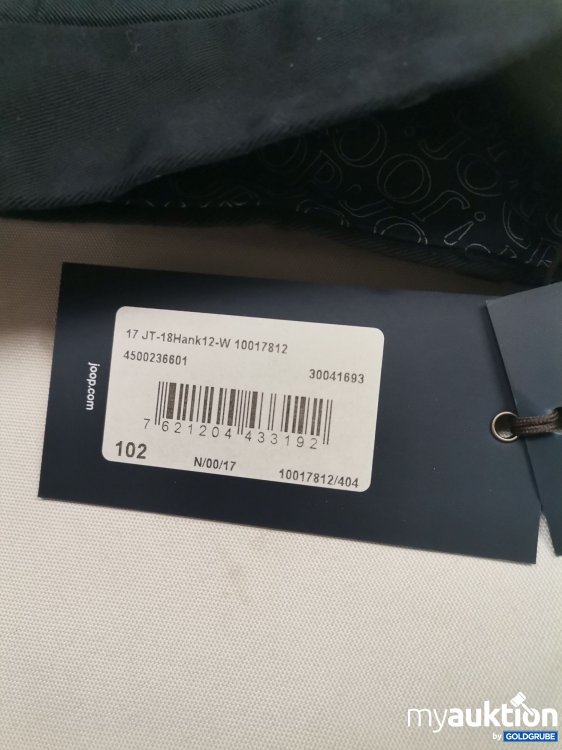 17 JT-18Hank12-W 10017812
4500236601
30041693
7 621204 433192
102
N/00/17
10017812/404
joop.com
myauktion
by GOLDGRUBE